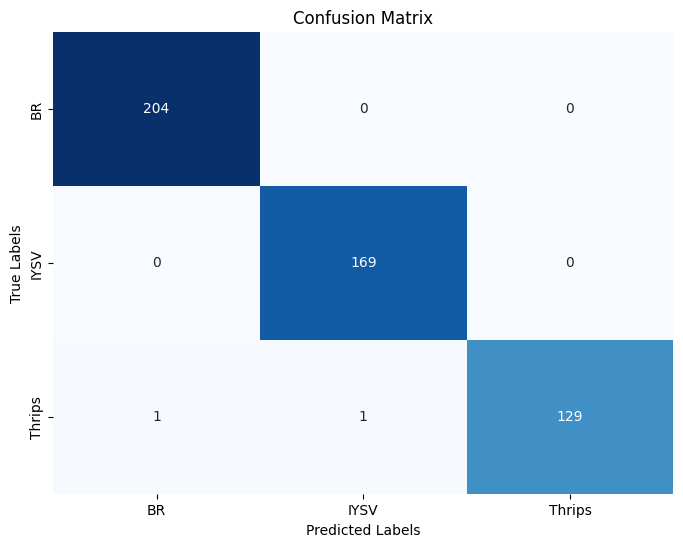 Confusion Matrix
True Labels
BR
204 0 0
IYSV
0 169 0
Thrips
1 1 129
BR IYSV Thrips
Predicted Labels